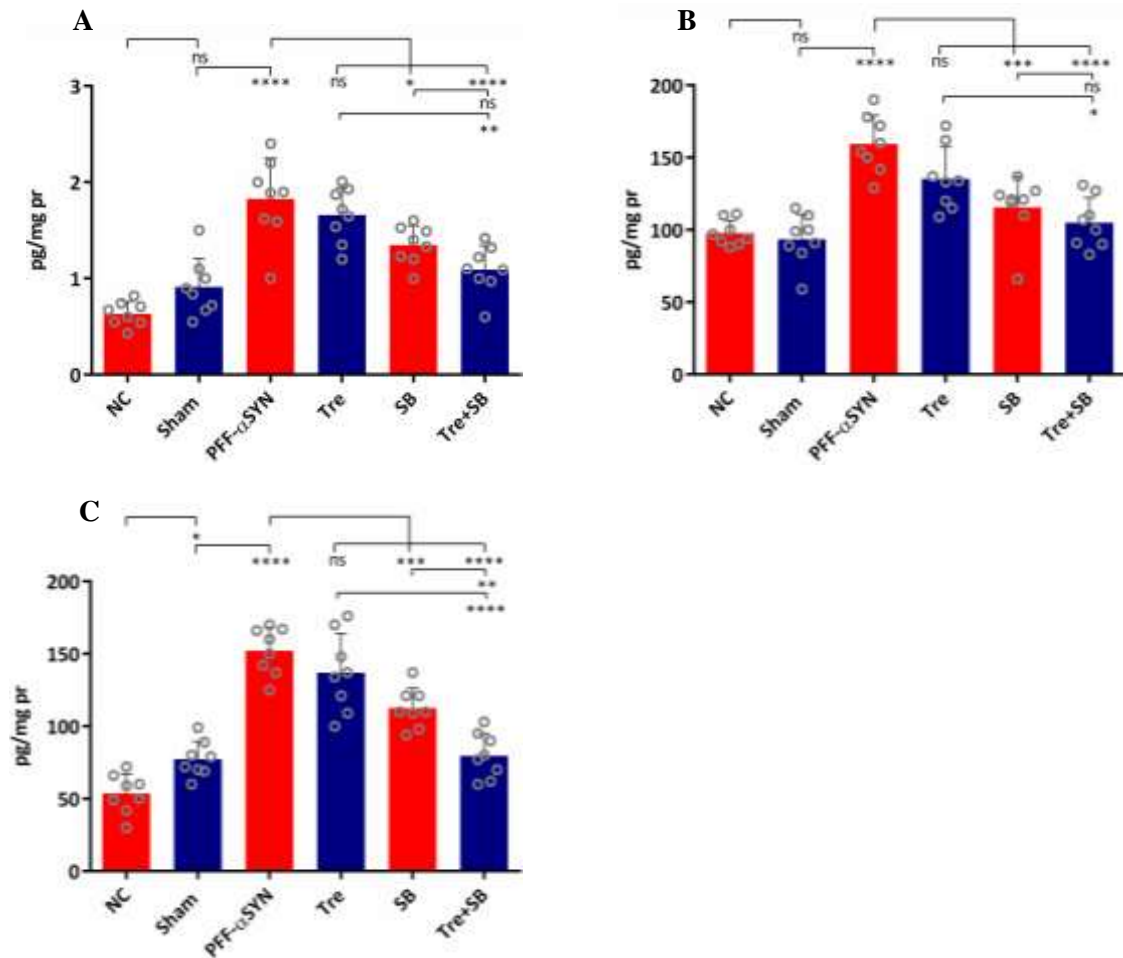 A
ns
****
ns * ****
ns
**
pg/mg pr
3
2
1
0
NC Sham PFF-αSYN Tre SB Tre+SB
B
ns
****
ns *** ****
ns
*
pg/mg pr
200
150
100
50
0
NC Sham PFF-αSYN Tre SB Tre+SB
C
*
****
ns *** ****
**
****
pg/mg pr
200
150
100
50
0
NC Sham PFF-αSYN Tre SB Tre+SB